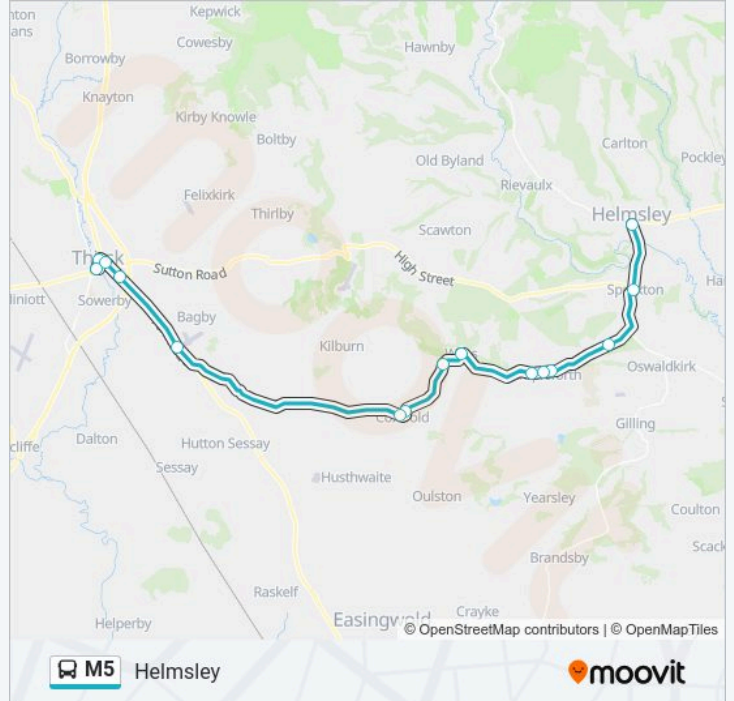 Kepwick
Cowesby
Hawnby
Borrowby
Knayton
Kirby Knowle
Boltby
Carlton
Old Byland
Pockley
Rievaulx
Felixkirk
Thirlby
Helmsley
Scawton
High Street
Sutton Road
Sowerby
Bagby
Kilburn
Oswaldkirk
Gilling
Dalton
Hutton Sessay
Sessay
Husthwaite
Oulston
Yearsley
Coulton
Brandsby
Raskelf
Crayke
Helperby
© OpenStreetMap contributors | © OpenMapTiles
M5 Helmsley
moovit